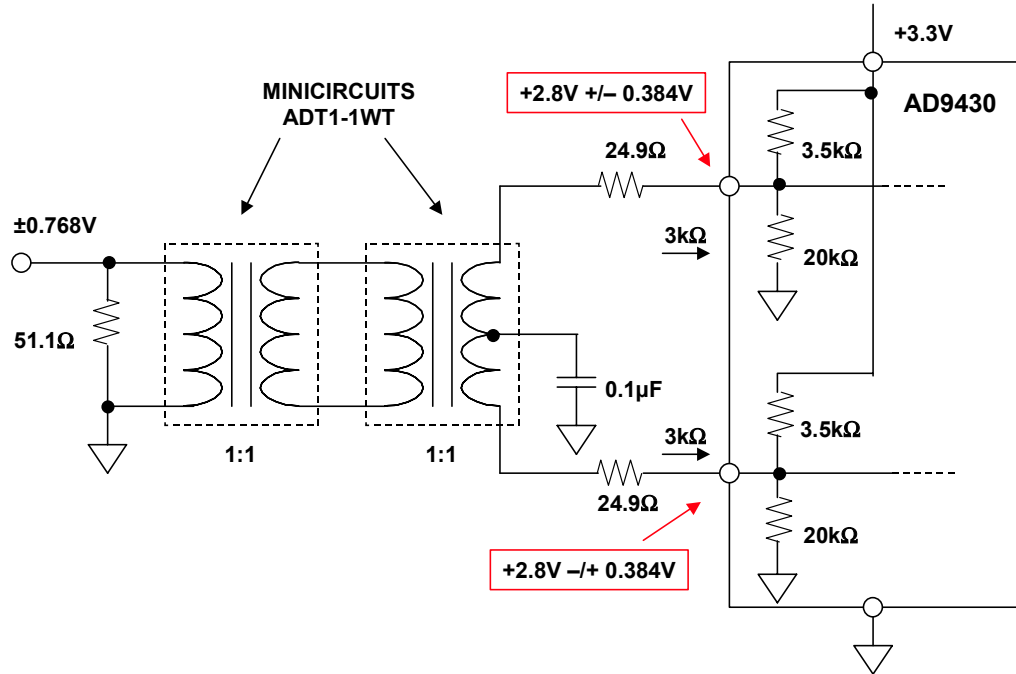 +3.3V
MINICIRCUITS
ADT1-1WT
+2.8V +/– 0.384V
AD9430
24.9Ω
3.5kΩ
±0.768V
3kΩ
20kΩ
51.1Ω
0.1µF
3.5kΩ
3kΩ
1:1
1:1
24.9Ω
20kΩ
+2.8V –/+ 0.384V